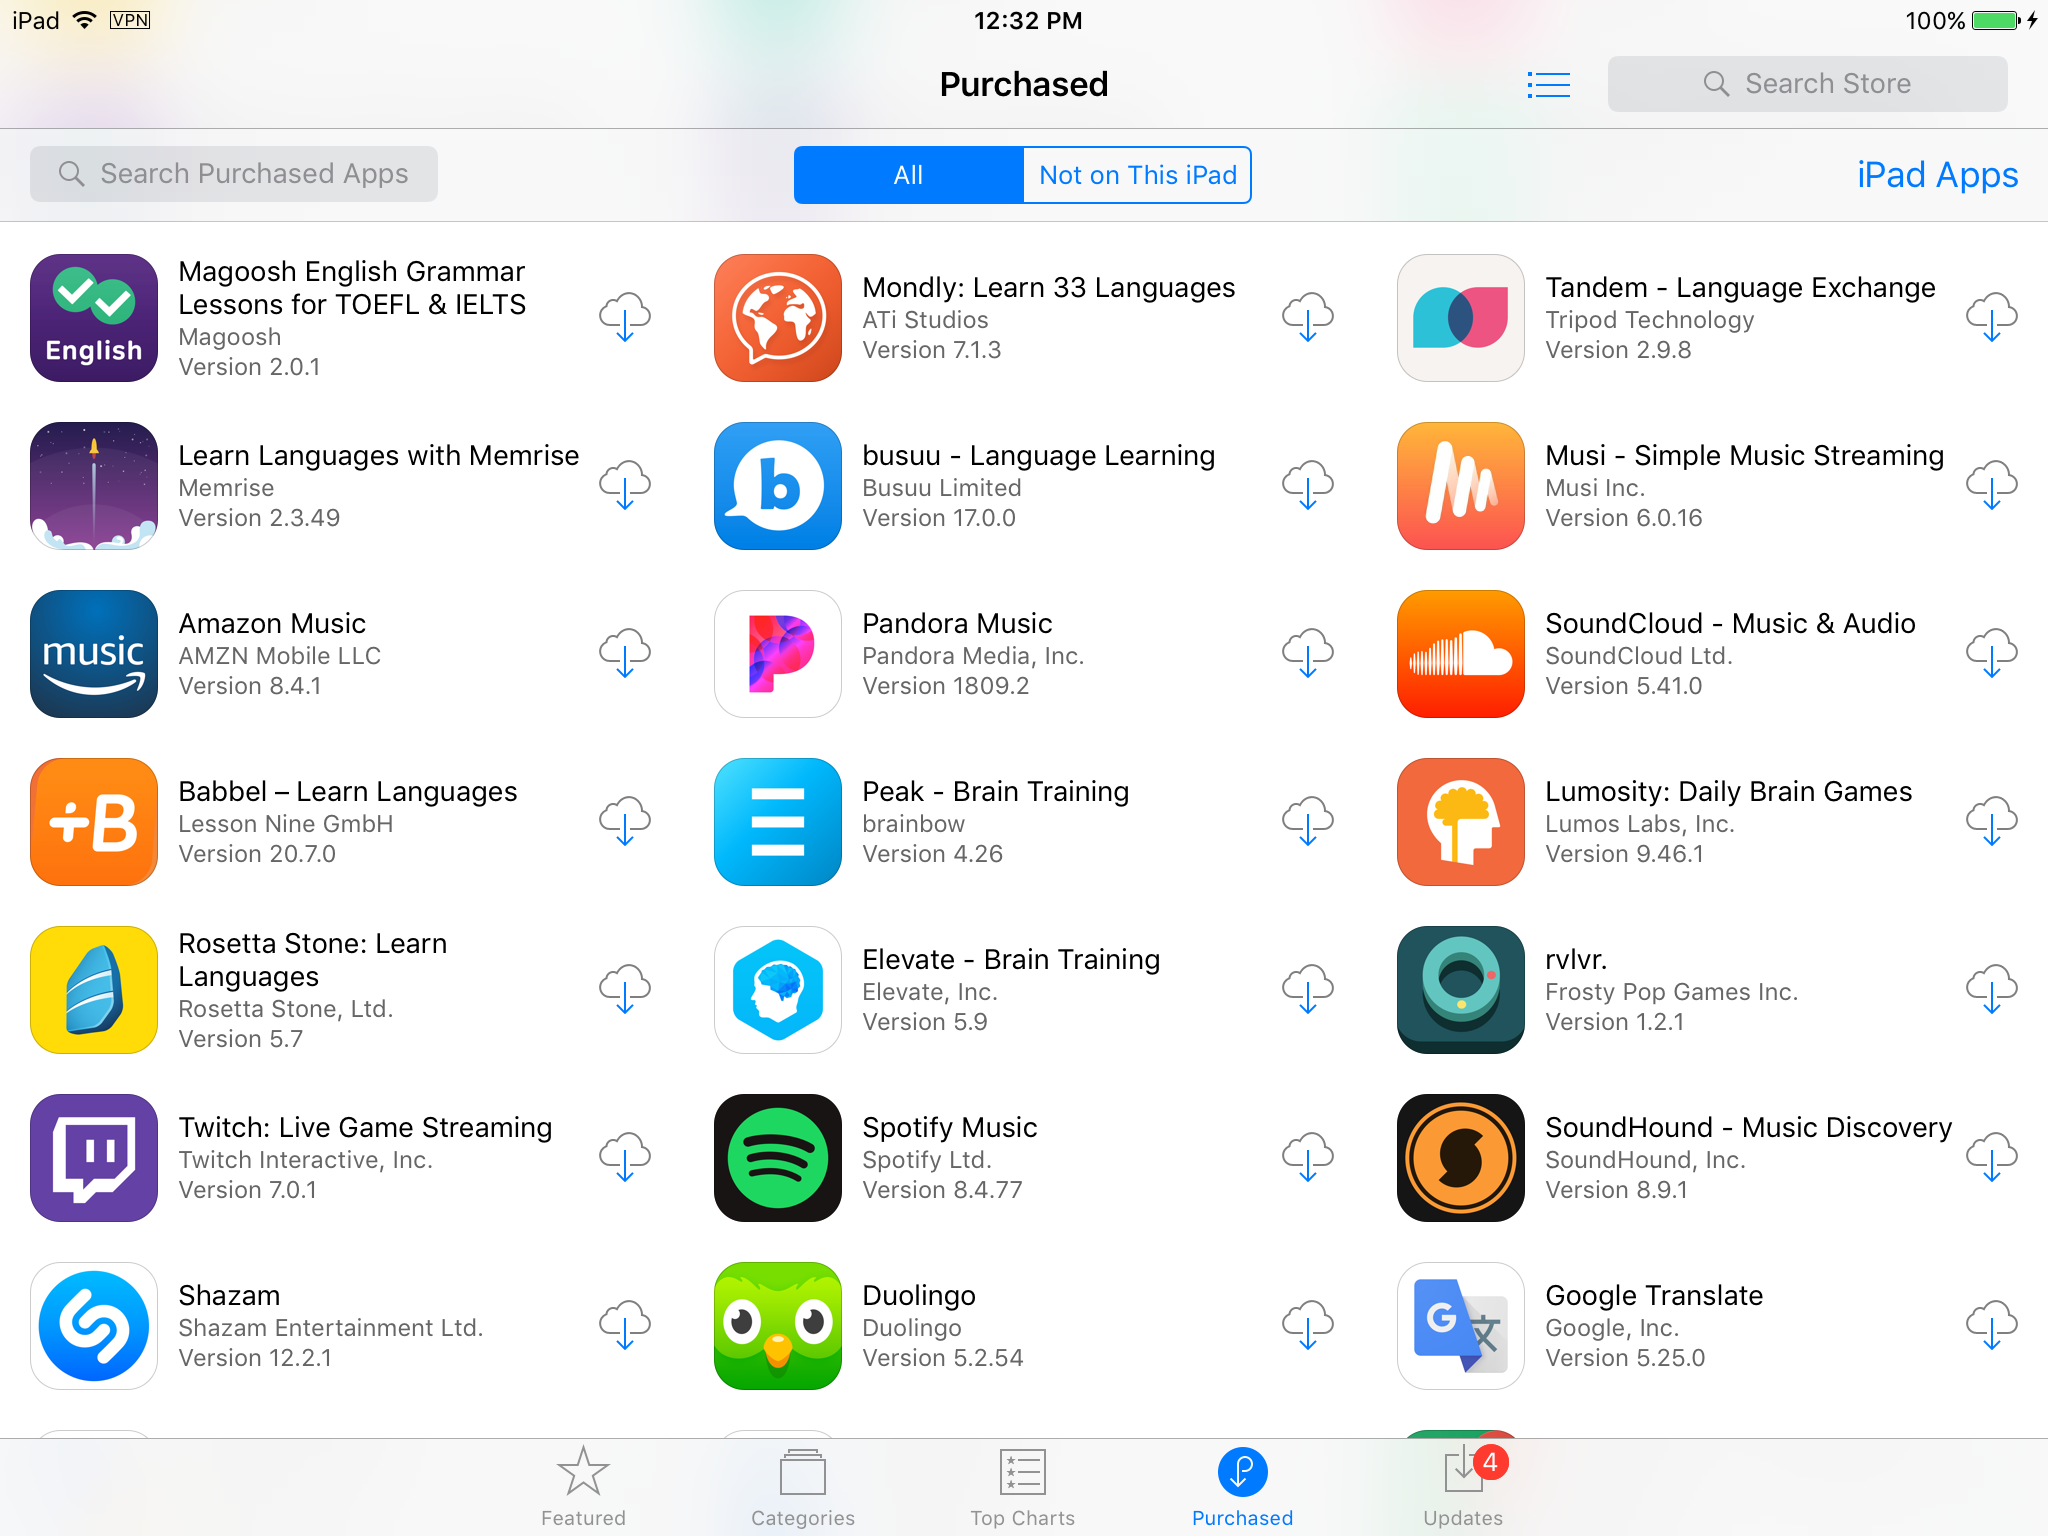 iPad VPN 12:32 PM 100%
Purchased
Search Store
Search Purchased Apps
All
Not on This iPad
iPad Apps
English
Magoosh English Grammar
Lessons for TOEFL & IELTS
Magoosh
Version 2.0.1
Mondly: Learn 33 Languages
ATi Studios
Version 7.1.3
Tandem - Language Exchange
Tripod Technology
Version 2.9.8
Learn Languages with Memrise
Memrise
Version 2.3.49
b
busuu - Language Learning
Busuu Limited
Version 17.0.0
Musi - Simple Music Streaming
Musi Inc.
Version 6.0.16
music
Amazon Music
AMZN Mobile LLC
Version 8.4.1
Pandora Music
Pandora Media, Inc.
Version 1809.2
SoundCloud - Music & Audio
SoundCloud Ltd.
Version 5.41.0
+B
Babbel – Learn Languages
Lesson Nine GmbH
Version 20.7.0
Peak - Brain Training
brainbow
Version 4.26
Lumosity: Daily Brain Games
Lumos Labs, Inc.
Version 9.46.1
Rosetta Stone: Learn
Languages
Rosetta Stone, Ltd.
Version 5.7
Elevate - Brain Training
Elevate, Inc.
Version 5.9
rvlvr.
Frosty Pop Games Inc.
Version 1.2.1
Twitch: Live Game Streaming
Twitch Interactive, Inc.
Version 7.0.1
Spotify Music
Spotify Ltd.
Version 8.4.77
SoundHound - Music Discovery
SoundHound, Inc.
Version 8.9.1
Shazam
Shazam Entertainment Ltd.
Version 12.2.1
Duolingo
Duolingo
Version 5.2.54
G 文
Google Translate
Google, Inc.
Version 5.25.0
4
Featured
Categories
Top Charts
Purchased
Updates